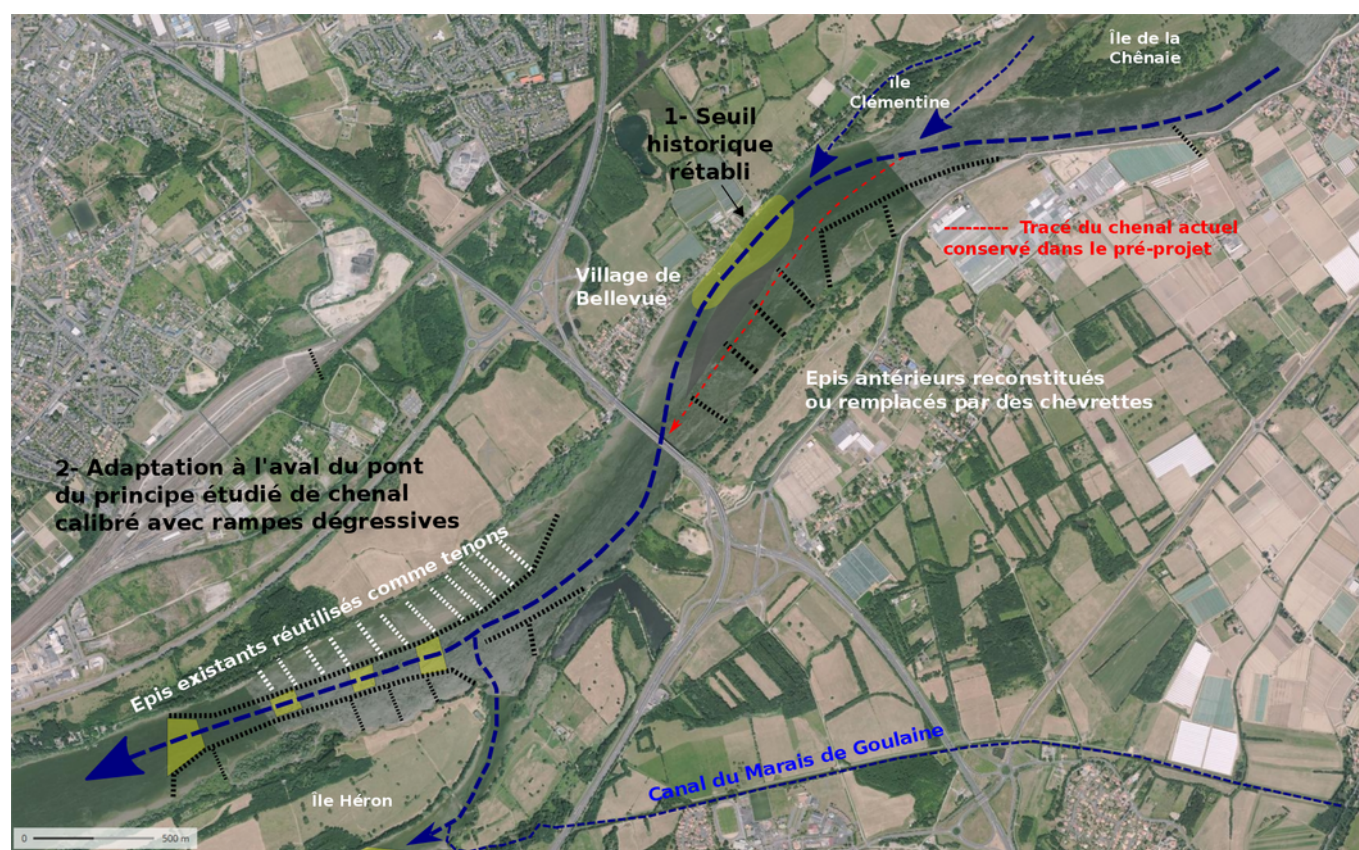 Île de la
Chênaie
île
Clémentine
1- Seuil
historique
rétabli
--------- Tracé du chenal actuel
conservé dans le pré-projet
Village de
Bellevue
Epis antérieurs reconstitués
ou remplacés par des chevrettes
2- Adaptation à l'aval du pont
du principe étudié de chenal
calibré avec rampes dégressives
Epis existants réutilisés comme tenons
Canal du Marais de Goulaine
Île Héron
0 500 m